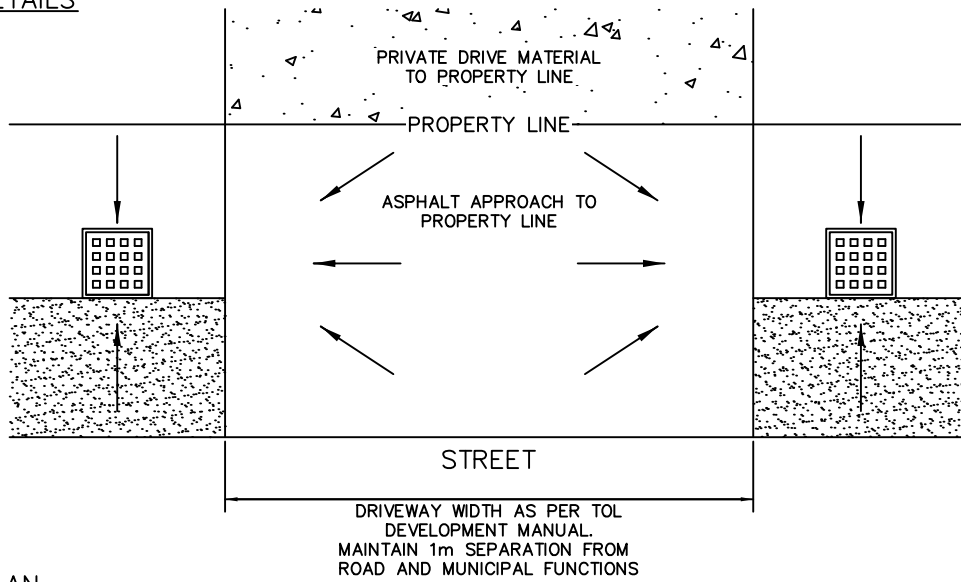 PRIVATE DRIVE MATERIAL
TO PROPERTY LINE
PROPERTY LINE
ASPHALT APPROACH TO
PROPERTY LINE
STREET
DRIVEWAY WIDTH AS PER TOL
DEVELOPMENT MANUAL.
MAINTAIN 1m SEPARATION FROM
ROAD AND MUNICIPAL FUNCTIONS